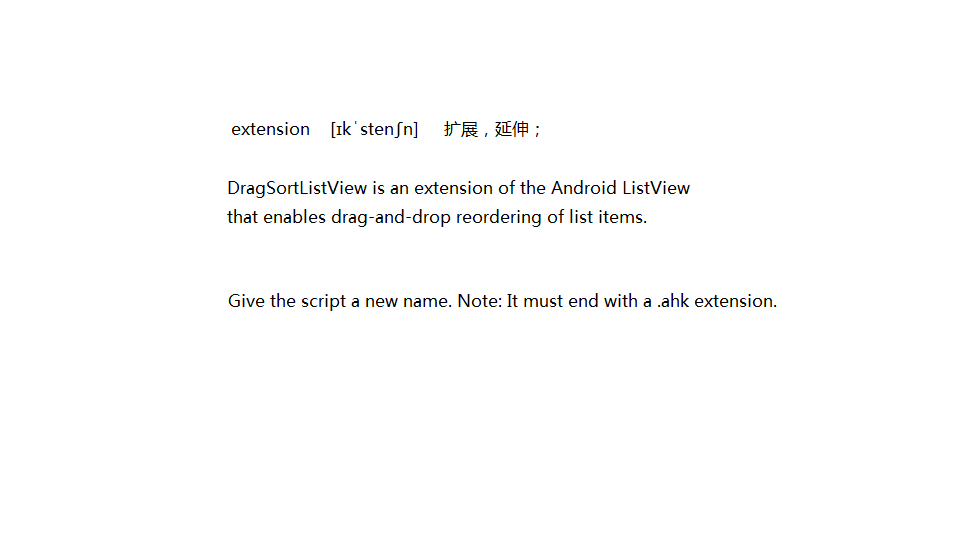 extension [ɪkˈstenʃn] 扩展，延伸；
DragSortListView is an extension of the Android ListView
that enables drag-and-drop reordering of list items.
Give the script a new name. Note: It must end with a .ahk extension.